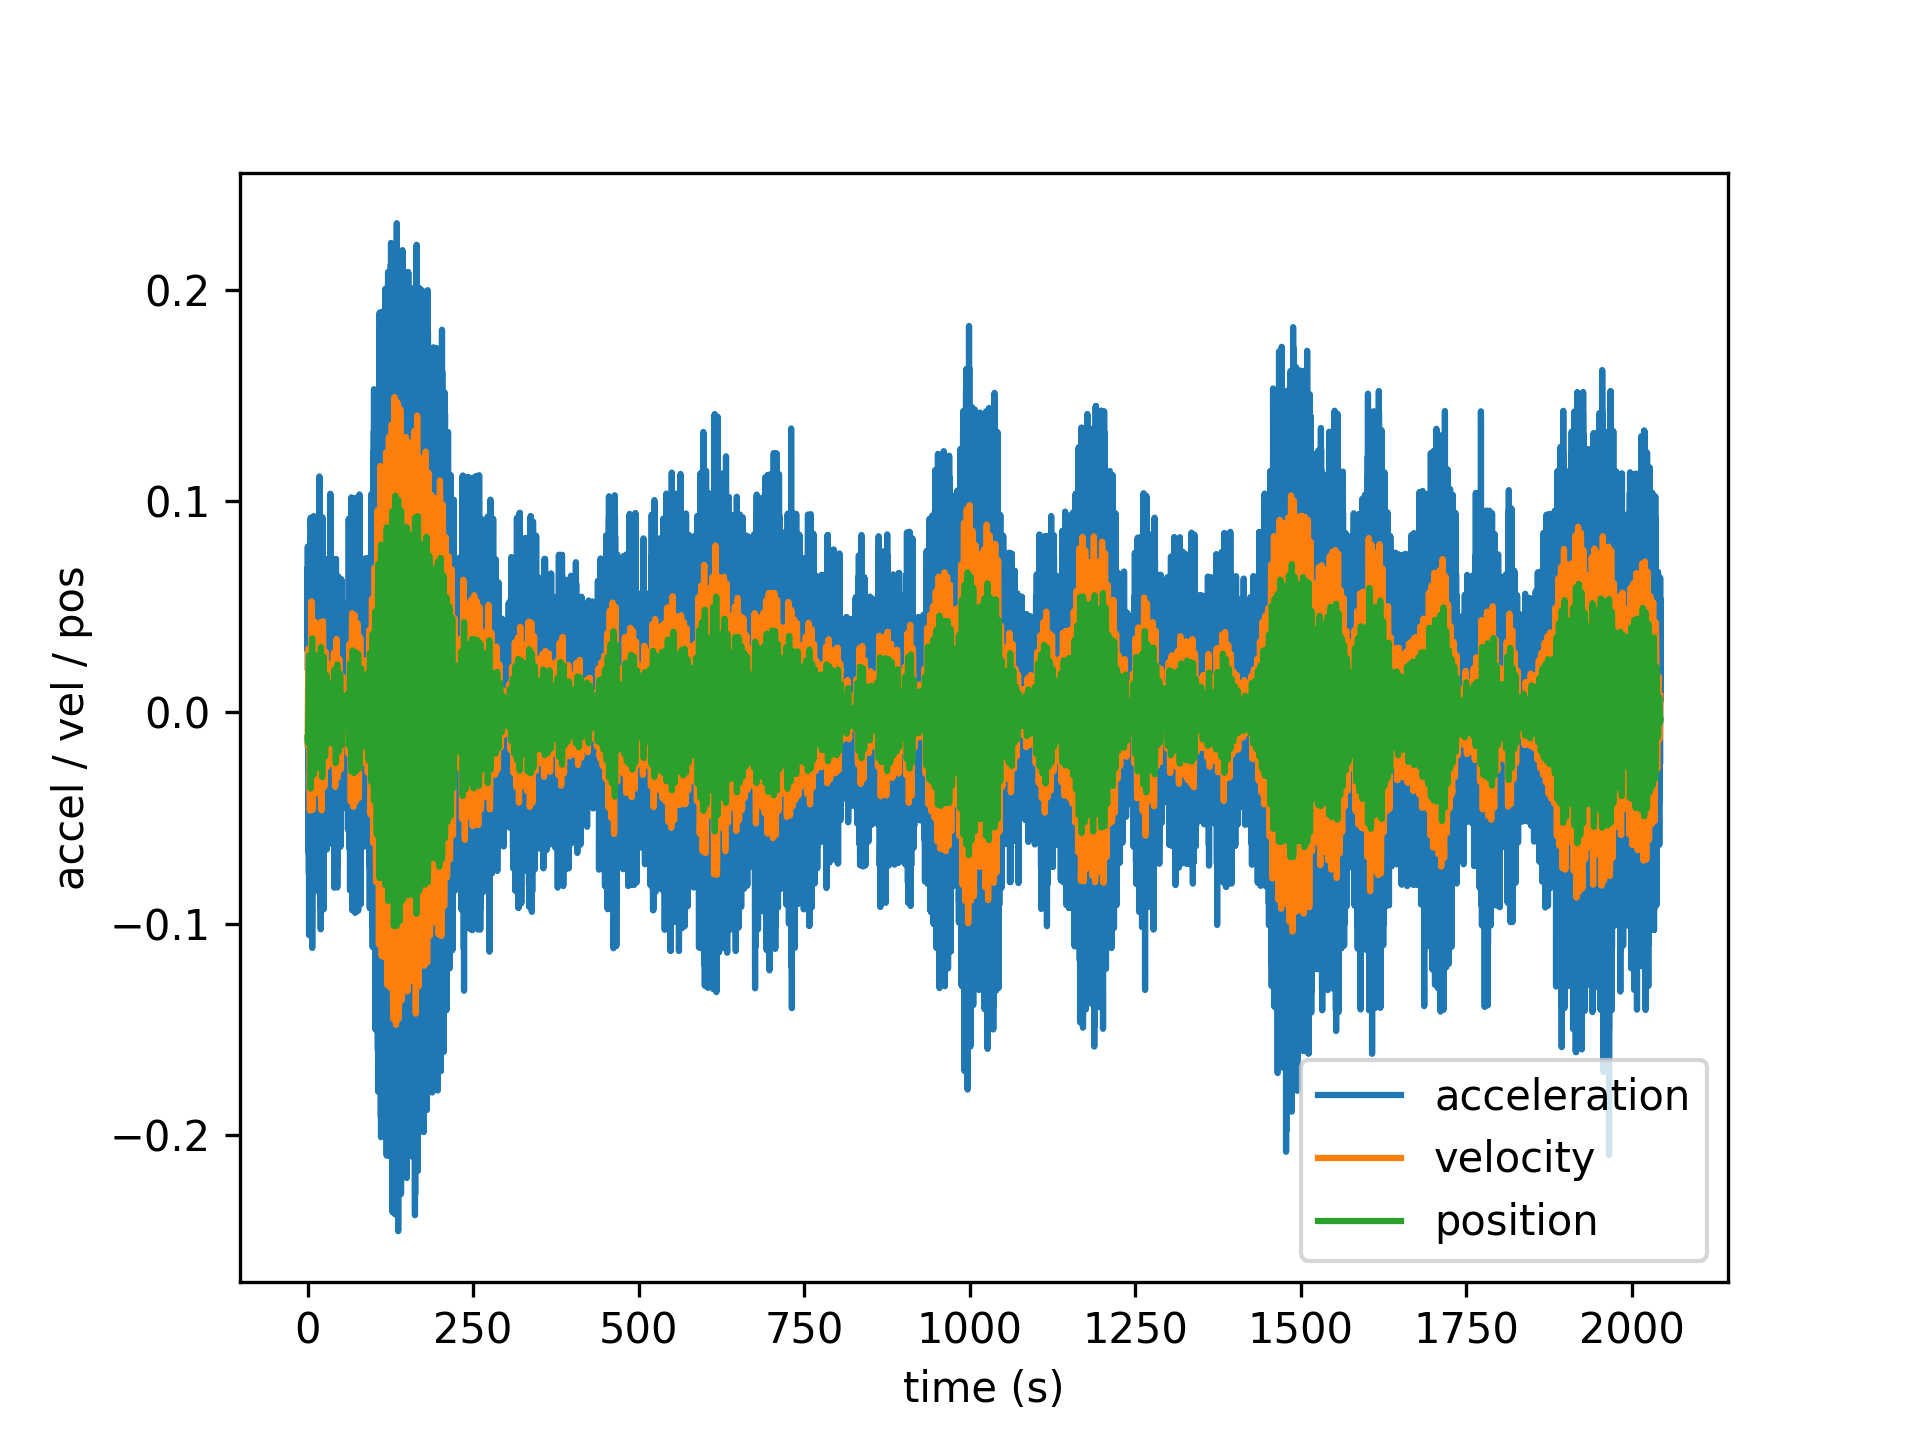 accel / vel / pos
0.2
0.1
0.0
−0.1
−0.2
acceleration
velocity
position
0 250 500 750 1000 1250 1500 1750 2000
time (s)